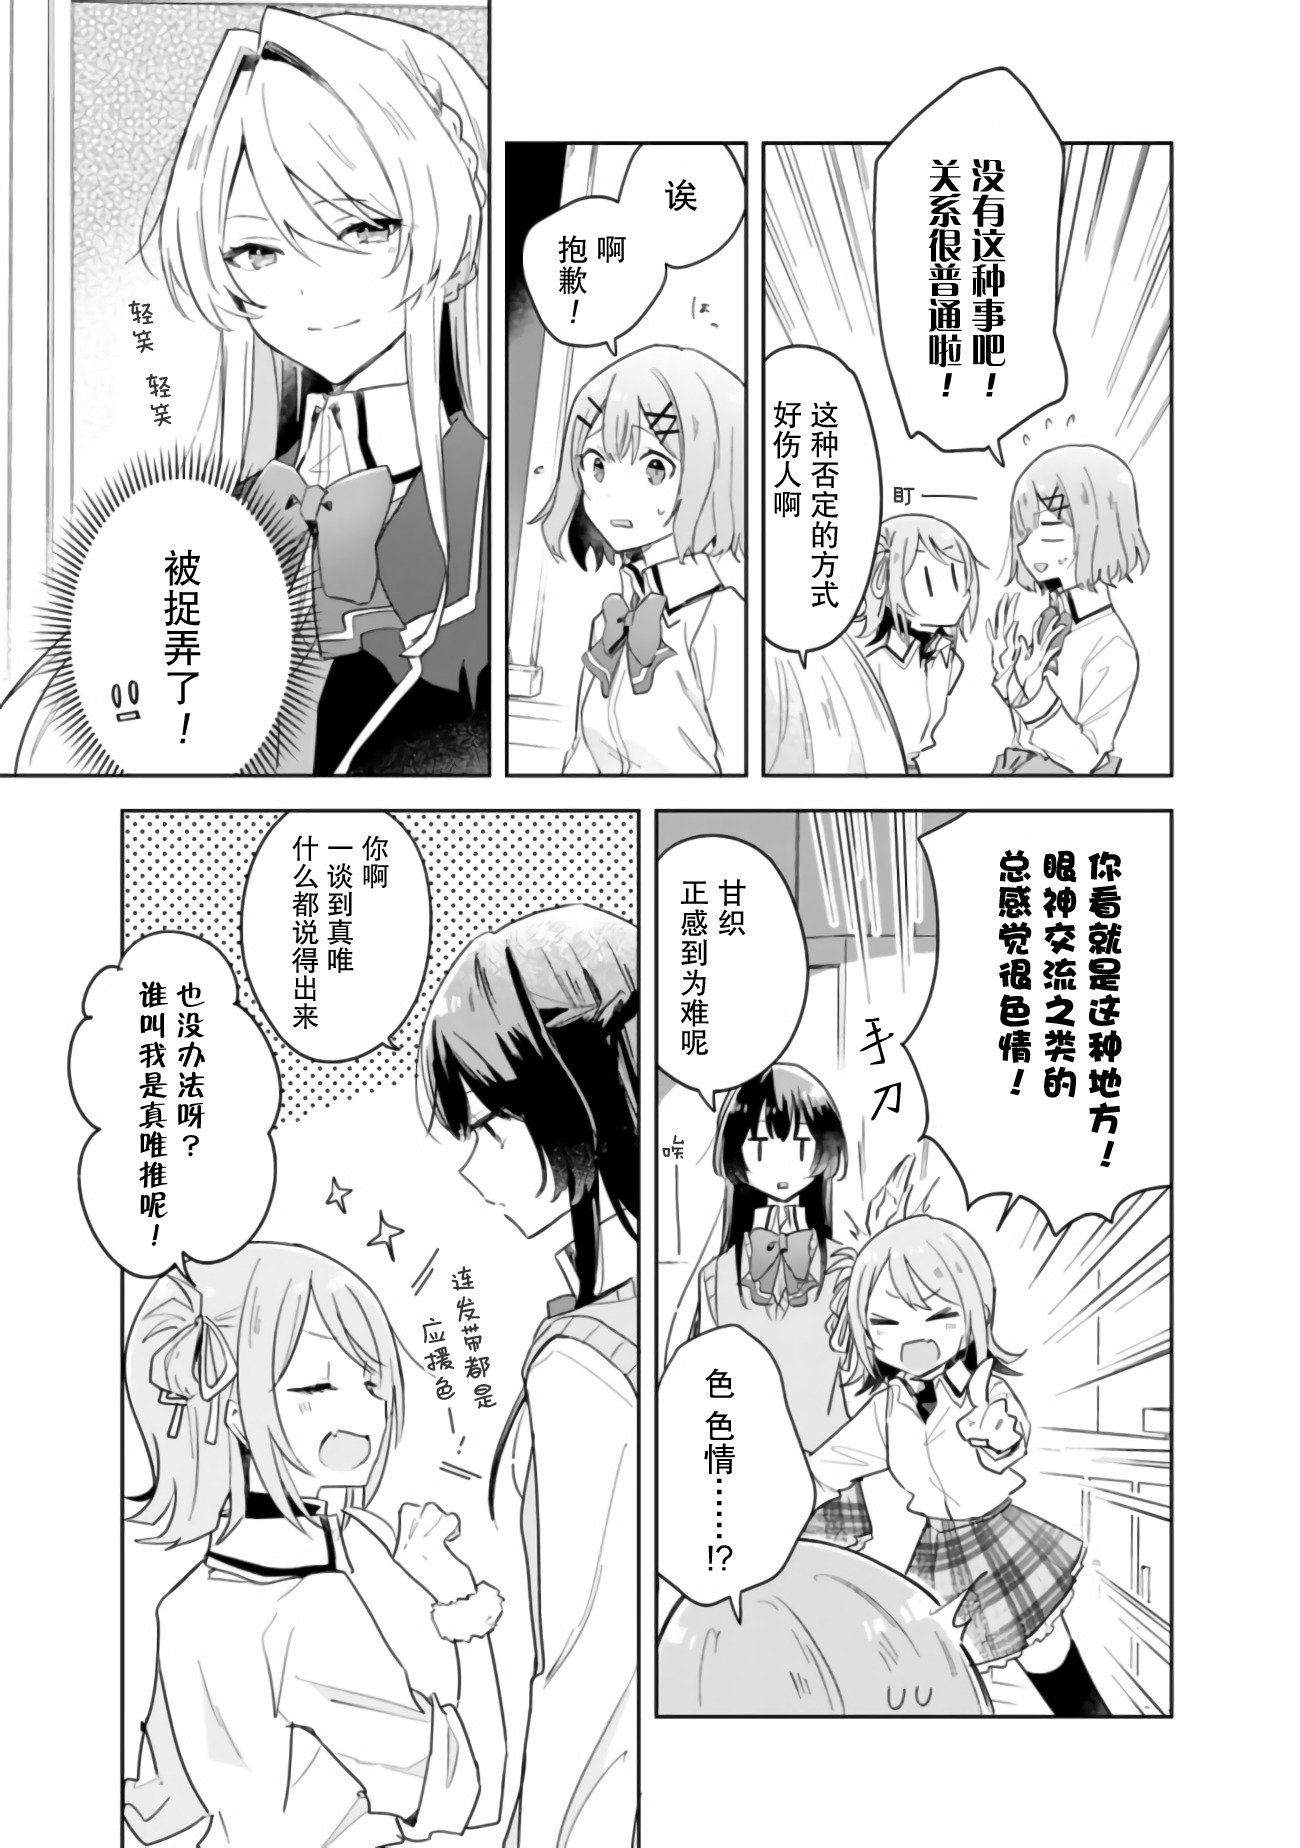 没有这种事吧！
关系很普通啦！
盯——
这种否定的方式
好伤人啊
诶
啊
抱歉！
は、
轻笑
轻笑
被捉弄了！
你看就是这种地方！
眼神交流之类的
总感觉很色情！
手刀
甘织
正感到为难呢
唉——
色
色情……!?
你啊
一谈到真唯
什么都说得出来
也没办法呀？
谁叫我是真唯推呢！
连发带都是
应援色—！